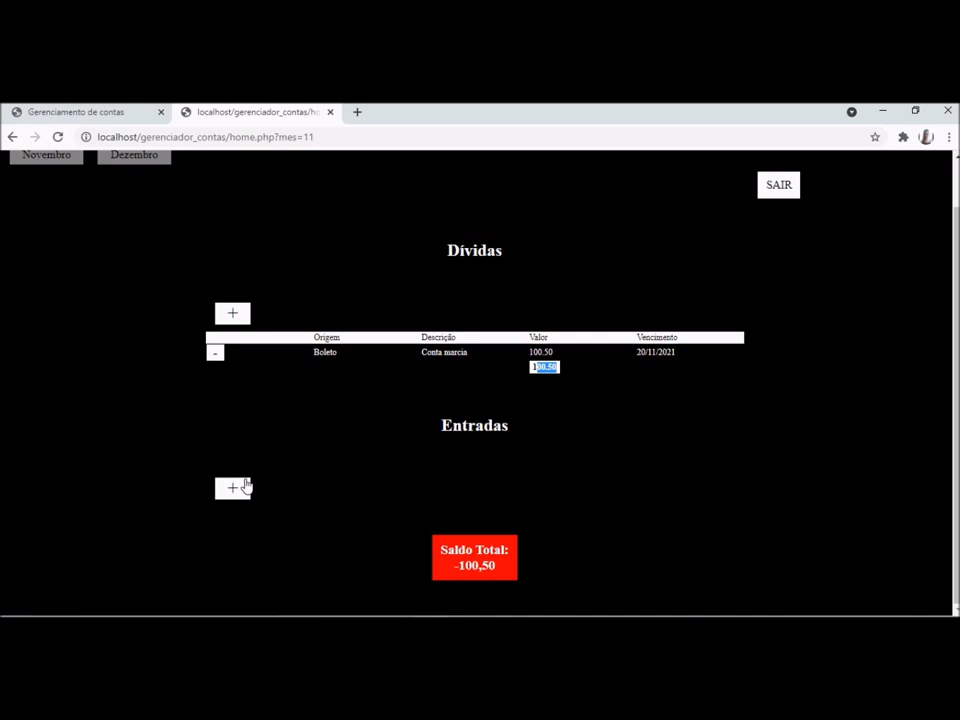 Gerenciamento de contas
localhost/gerenciador_contas/ho
localhost/gerenciador_contas/home.php?mes=11
Novembro Dezembro
SAIR
Dívidas
+
Origem Descrição Valor Vencimento
- Boleto Conta marcia 100.50 20/11/2021
100.50
Entradas
+
Saldo Total:
-100,50